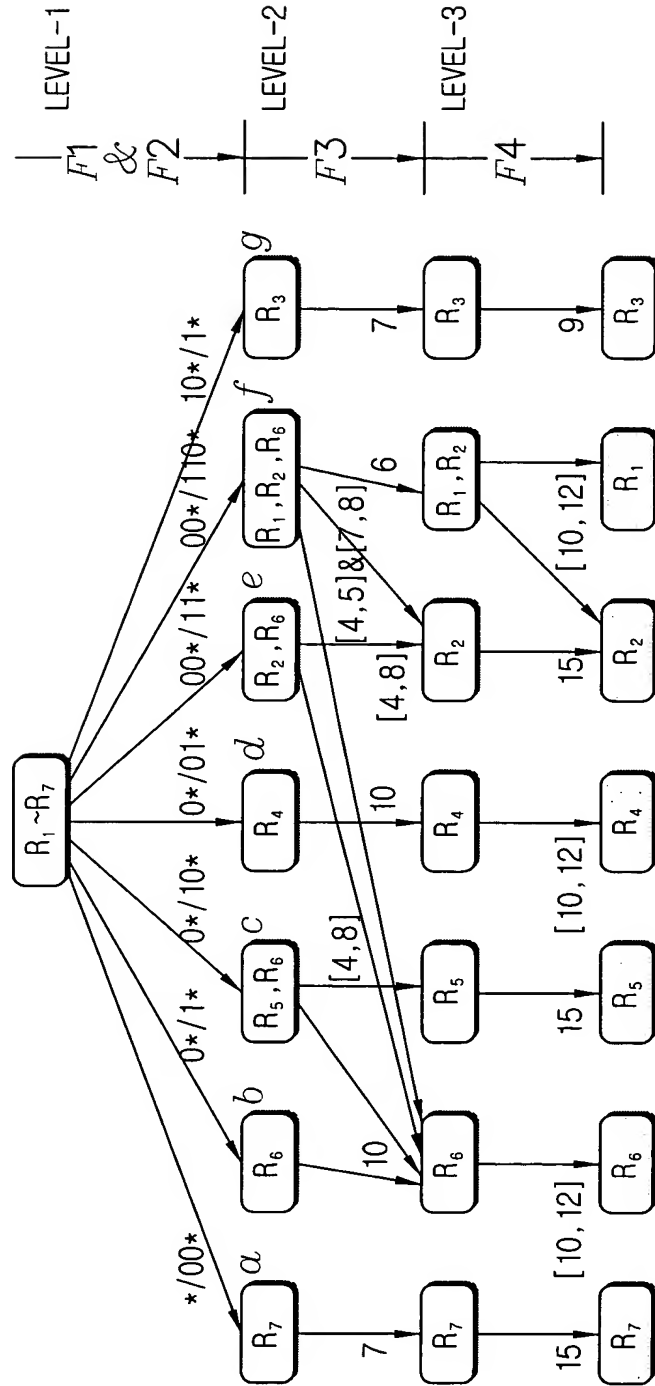 R₁ ~R₇
F1 & F2
LEVEL-1
*/00*
0*/1*
0*/10*
0*/01*
00*/11*
00*/110*
10*/1*
a
b
c
d
e
f
g
R₇
R₆
R₅ ,R₆
R₄
R₂ ,R₆
R₁ ,R₂ ,R₆
R₃
F3
LEVEL-2
7
10
[4,8]
10
[4,8]
[4,5]&[7,8]
6
7
R₇
R₆
R₅
R₄
R₂
R₁ ,R₂
R₃
F4
LEVEL-3
15
[10,12]
15
[10,12]
15
[10,12]
9
R₇
R₆
R₅
R₄
R₂
R₁
R₃